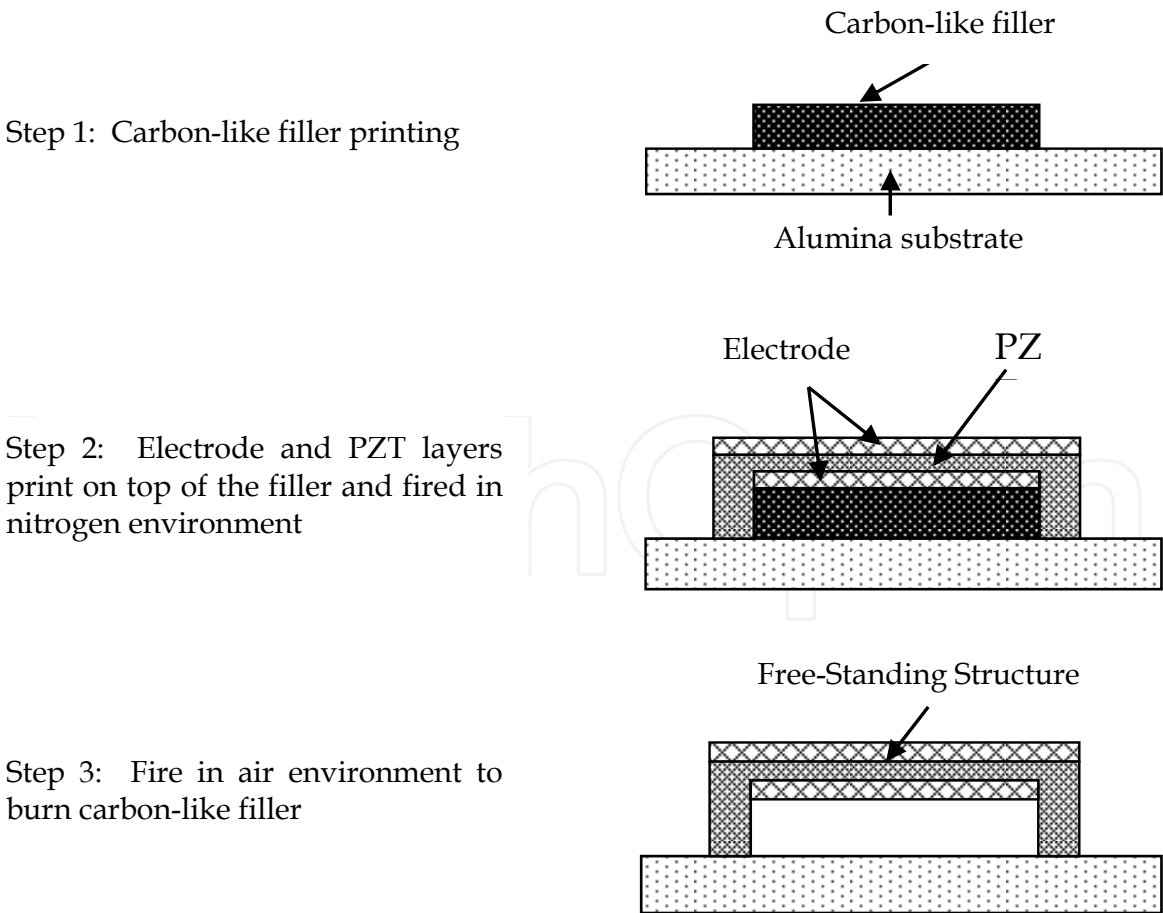 Carbon-like filler
Step 1: Carbon-like filler printing
Alumina substrate
Electrode
PZ
Step 2: Electrode and PZT layers
print on top of the filler and fired in
nitrogen environment
Free-Standing Structure
Step 3: Fire in air environment to
burn carbon-like filler